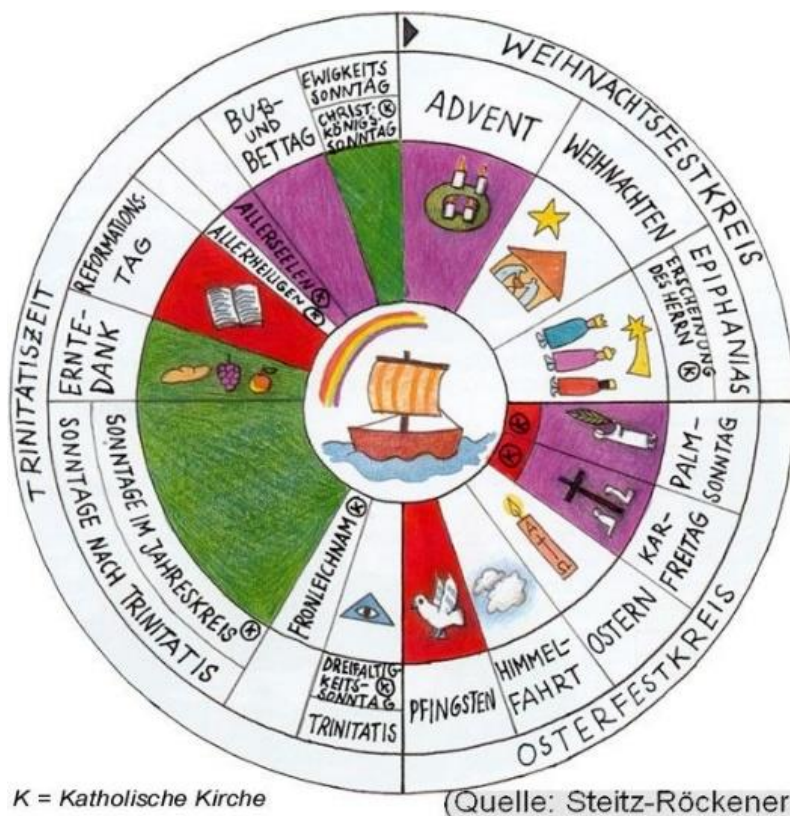 WEIHNACHTSFESTKREIS
ADVENT
WEIHNACHTEN
EPIPHANIAS
ERSCHEINUNG
DES HERRN K
PALM-
SONNTAG
KAR-
FREITAG
OSTERN
HIMMEL-
FAHRT
PFINGSTEN
OSTERFESTKREIS
K
K
DREIFALTIG-
KEITS- K
SONNTAG
TRINITATIS
FRONLEICHNAM K
SONNTAGE IM JAHRESKREIS K
SONNTAGE NACH TRINITATIS
TRINITATISZEIT
ERNTE-
DANK
REFORMATIONS-
TAG
ALLERHEILIGEN K
ALLERSEELEN K
BUß-
UND
BETTAG
EWIGKEITS
SONNTAG
CHRIST- K
KÖNIGS-
SONNTAG
K = Katholische Kirche
(Quelle: Steitz-Röckener